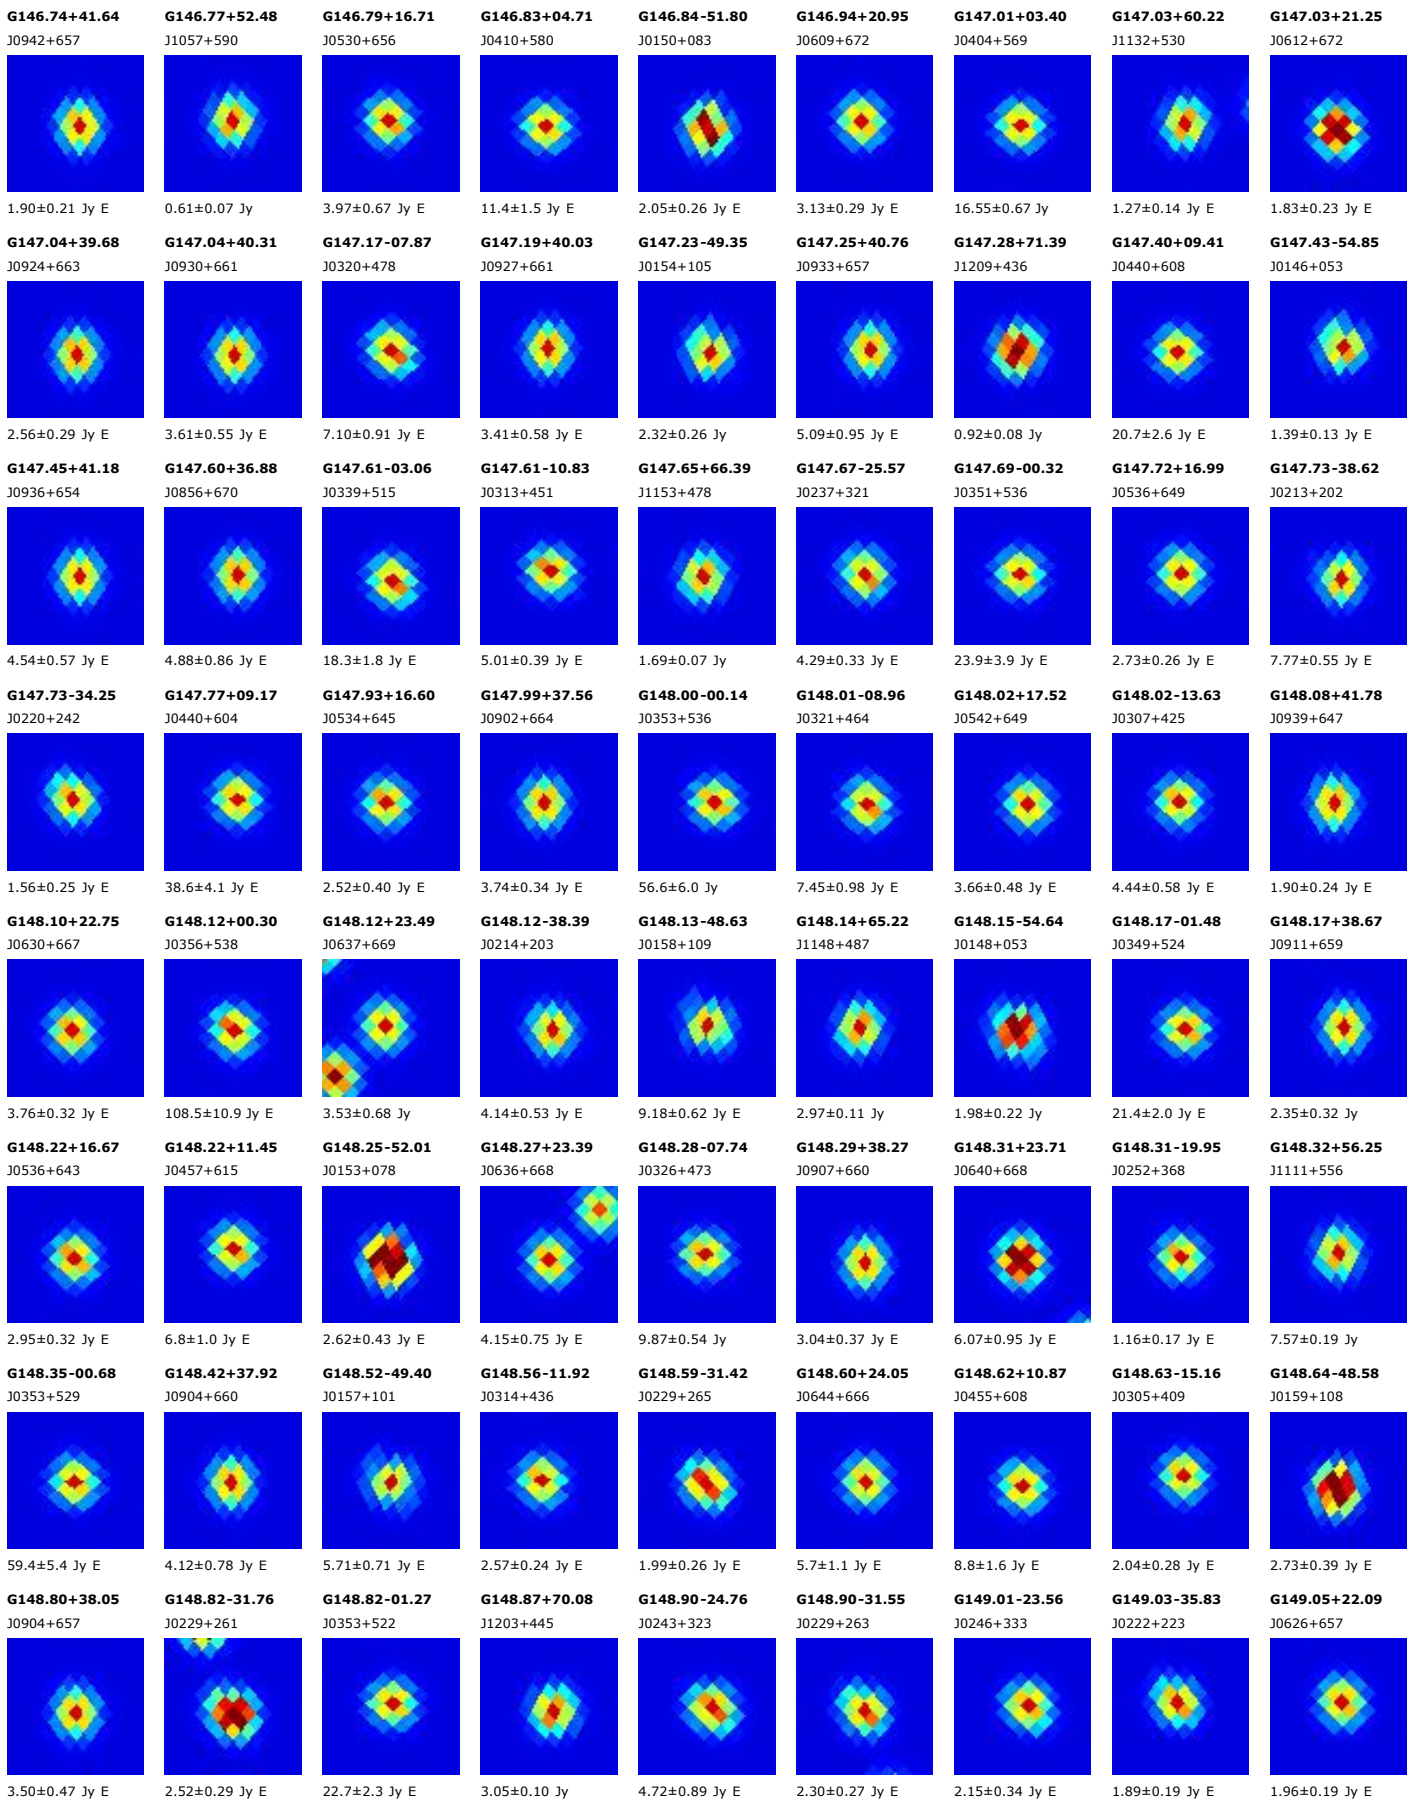 G146.74+41.64 G146.77+52.48 G146.79+16.71 G146.83+04.71 G146.84-51.80 G146.94+20.95 G147.01+03.40 G147.03+60.22 G147.03+21.25
J0942+657 J1057+590 J0530+656 J0410+580 J0150+083 J0609+672 J0404+569 J1132+530 J0612+672
1.90±0.21 Jy E 0.61±0.07 Jy 3.97±0.67 Jy E 11.4±1.5 Jy E 2.05±0.26 Jy E 3.13±0.29 Jy E 16.55±0.67 Jy 1.27±0.14 Jy E 1.83±0.23 Jy E
G147.04+39.68 G147.04+40.31 G147.17-07.87 G147.19+40.03 G147.23-49.35 G147.25+40.76 G147.28+71.39 G147.40+09.41 G147.43-54.85
J0924+663 J0930+661 J0320+478 J0927+661 J0154+105 J0933+657 J1209+436 J0440+608 J0146+053
2.56±0.29 Jy E 3.61±0.55 Jy E 7.10±0.91 Jy E 3.41±0.58 Jy E 2.32±0.26 Jy 5.09±0.95 Jy E 0.92±0.08 Jy 20.7±2.6 Jy E 1.39±0.13 Jy E
G147.45+41.18 G147.60+36.88 G147.61-03.06 G147.61-10.83 G147.65+66.39 G147.67-25.57 G147.69-00.32 G147.72+16.99 G147.73-38.62
J0936+654 J0856+670 J0339+515 J0313+451 J1153+478 J0237+321 J0351+536 J0536+649 J0213+202
4.54±0.57 Jy E 4.88±0.86 Jy E 18.3±1.8 Jy E 5.01±0.39 Jy E 1.69±0.07 Jy 4.29±0.33 Jy E 23.9±3.9 Jy E 2.73±0.26 Jy E 7.77±0.55 Jy E
G147.73-34.25 G147.77+09.17 G147.93+16.60 G147.99+37.56 G148.00-00.14 G148.01-08.96 G148.02+17.52 G148.02-13.63 G148.08+41.78
J0220+242 J0440+604 J0534+645 J0902+664 J0353+536 J0321+464 J0542+649 J0307+425 J0939+647
1.56±0.25 Jy E 38.6±4.1 Jy E 2.52±0.40 Jy E 3.74±0.34 Jy E 56.6±6.0 Jy 7.45±0.98 Jy E 3.66±0.48 Jy E 4.44±0.58 Jy E 1.90±0.24 Jy E
G148.10+22.75 G148.12+00.30 G148.12+23.49 G148.12-38.39 G148.13-48.63 G148.14+65.22 G148.15-54.64 G148.17-01.48 G148.17+38.67
J0630+667 J0356+538 J0637+669 J0214+203 J0158+109 J1148+487 J0148+053 J0349+524 J0911+659
3.76±0.32 Jy E 108.5±10.9 Jy E 3.53±0.68 Jy 4.14±0.53 Jy E 9.18±0.62 Jy E 2.97±0.11 Jy 1.98±0.22 Jy 21.4±2.0 Jy E 2.35±0.32 Jy
G148.22+16.67 G148.22+11.45 G148.25-52.01 G148.27+23.39 G148.28-07.74 G148.29+38.27 G148.31+23.71 G148.31-19.95 G148.32+56.25
J0536+643 J0457+615 J0153+078 J0636+668 J0326+473 J0907+660 J0640+668 J0252+368 J1111+556
2.95±0.32 Jy E 6.8±1.0 Jy E 2.62±0.43 Jy E 4.15±0.75 Jy E 9.87±0.54 Jy 3.04±0.37 Jy E 6.07±0.95 Jy E 1.16±0.17 Jy E 7.57±0.19 Jy
G148.35-00.68 G148.42+37.92 G148.52-49.40 G148.56-11.92 G148.59-31.42 G148.60+24.05 G148.62+10.87 G148.63-15.16 G148.64-48.58
J0353+529 J0904+660 J0157+101 J0314+436 J0229+265 J0644+666 J0455+608 J0305+409 J0159+108
59.4±5.4 Jy E 4.12±0.78 Jy E 5.71±0.71 Jy E 2.57±0.24 Jy E 1.99±0.26 Jy E 5.7±1.1 Jy E 8.8±1.6 Jy E 2.04±0.28 Jy E 2.73±0.39 Jy E
G148.80+38.05 G148.82-31.76 G148.82-01.27 G148.87+70.08 G148.90-24.76 G148.90-31.55 G149.01-23.56 G149.03-35.83 G149.05+22.09
J0904+657 J0229+261 J0353+522 J1203+445 J0243+323 J0229+263 J0246+333 J0222+223 J0626+657
3.50±0.47 Jy E 2.52±0.29 Jy E 22.7±2.3 Jy E 3.05±0.10 Jy 4.72±0.89 Jy E 2.30±0.27 Jy E 2.15±0.34 Jy E 1.89±0.19 Jy E 1.96±0.19 Jy E